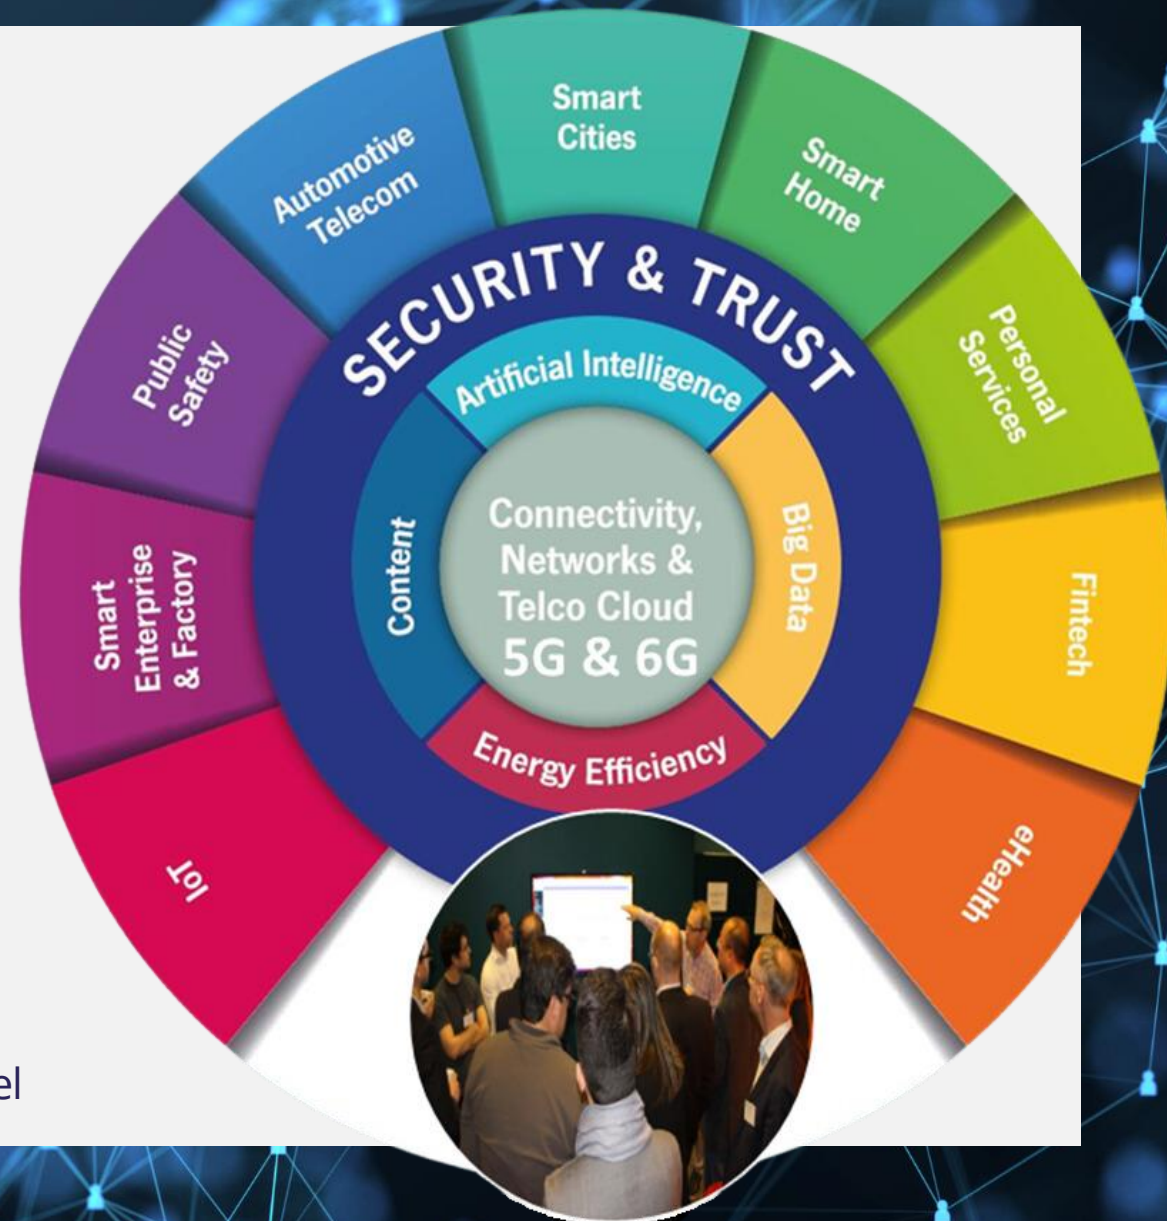 Smart
Cities
Automotive
Telecom
Smart
Home
Public
Safety
Personal
Services
Smart
Enterprise
& Factory
Fintech
IoT
eHealth
SECURITY & TRUST
Artificial Intelligence
Content
Big Data
Energy Efficiency
Connectivity,
Networks &
Telco Cloud
5G & 6G
el